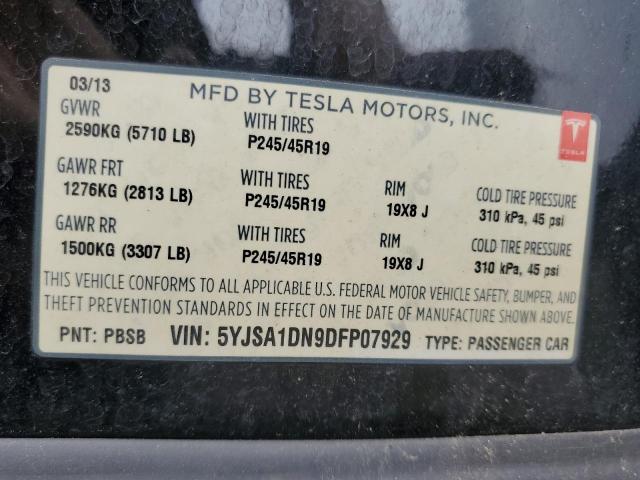 03/13
MFD BY TESLA MOTORS, INC.
GVWR
2590KG (5710 LB)
WITH TIRES
P245/45R19
TESLA
GAWR FRT
1276KG (2813 LB)
WITH TIRES
P245/45R19
RIM
19X8 J
COLD TIRE PRESSURE
310 kPa, 45 psi
GAWR RR
1500KG (3307 LB)
WITH TIRES
P245/45R19
RIM
19X8 J
COLD TIRE PRESSURE
310 kPa, 45 psi
THIS VEHICLE CONFORMS TO ALL APPLICABLE U.S. FEDERAL MOTOR VEHICLE SAFETY, BUMPER, AND
THEFT PREVENTION STANDARDS IN EFFECT ON THE DATE OF MANUFACTURE SHOWN ABOVE.
PNT: PBSB VIN: 5YJSA1DN9DFP07929 TYPE: PASSENGER CAR